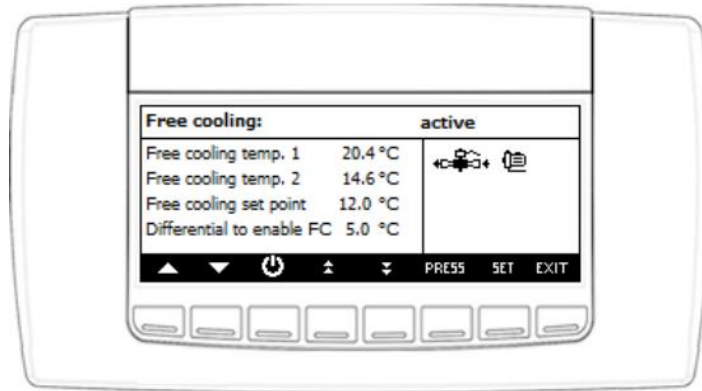 Free cooling: active
Free cooling temp. 1 20.4 °C
Free cooling temp. 2 14.6 °C
Free cooling set point 12.0 °C
Differential to enable FC 5.0 °C
PRESS SET EXIT